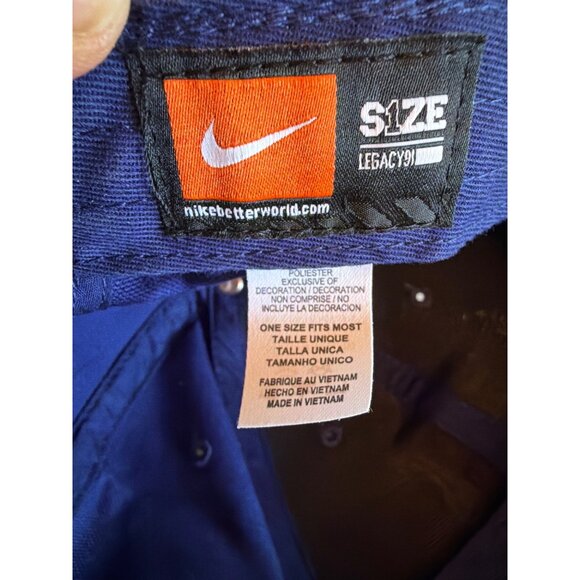 S1ZE
LEGACY91
nikebetterworld.com
POLIESTER
EXCLUSIVE OF
DECORATION / DECORATION
NON COMPRISE / NO
INCLUYE LA DECORACION
ONE SIZE FITS MOST
TAILLE UNIQUE
TALLA UNICA
TAMANHO UNICO
FABRIQUE AU VIETNAM
HECHO EN VIETNAM
MADE IN VIETNAM